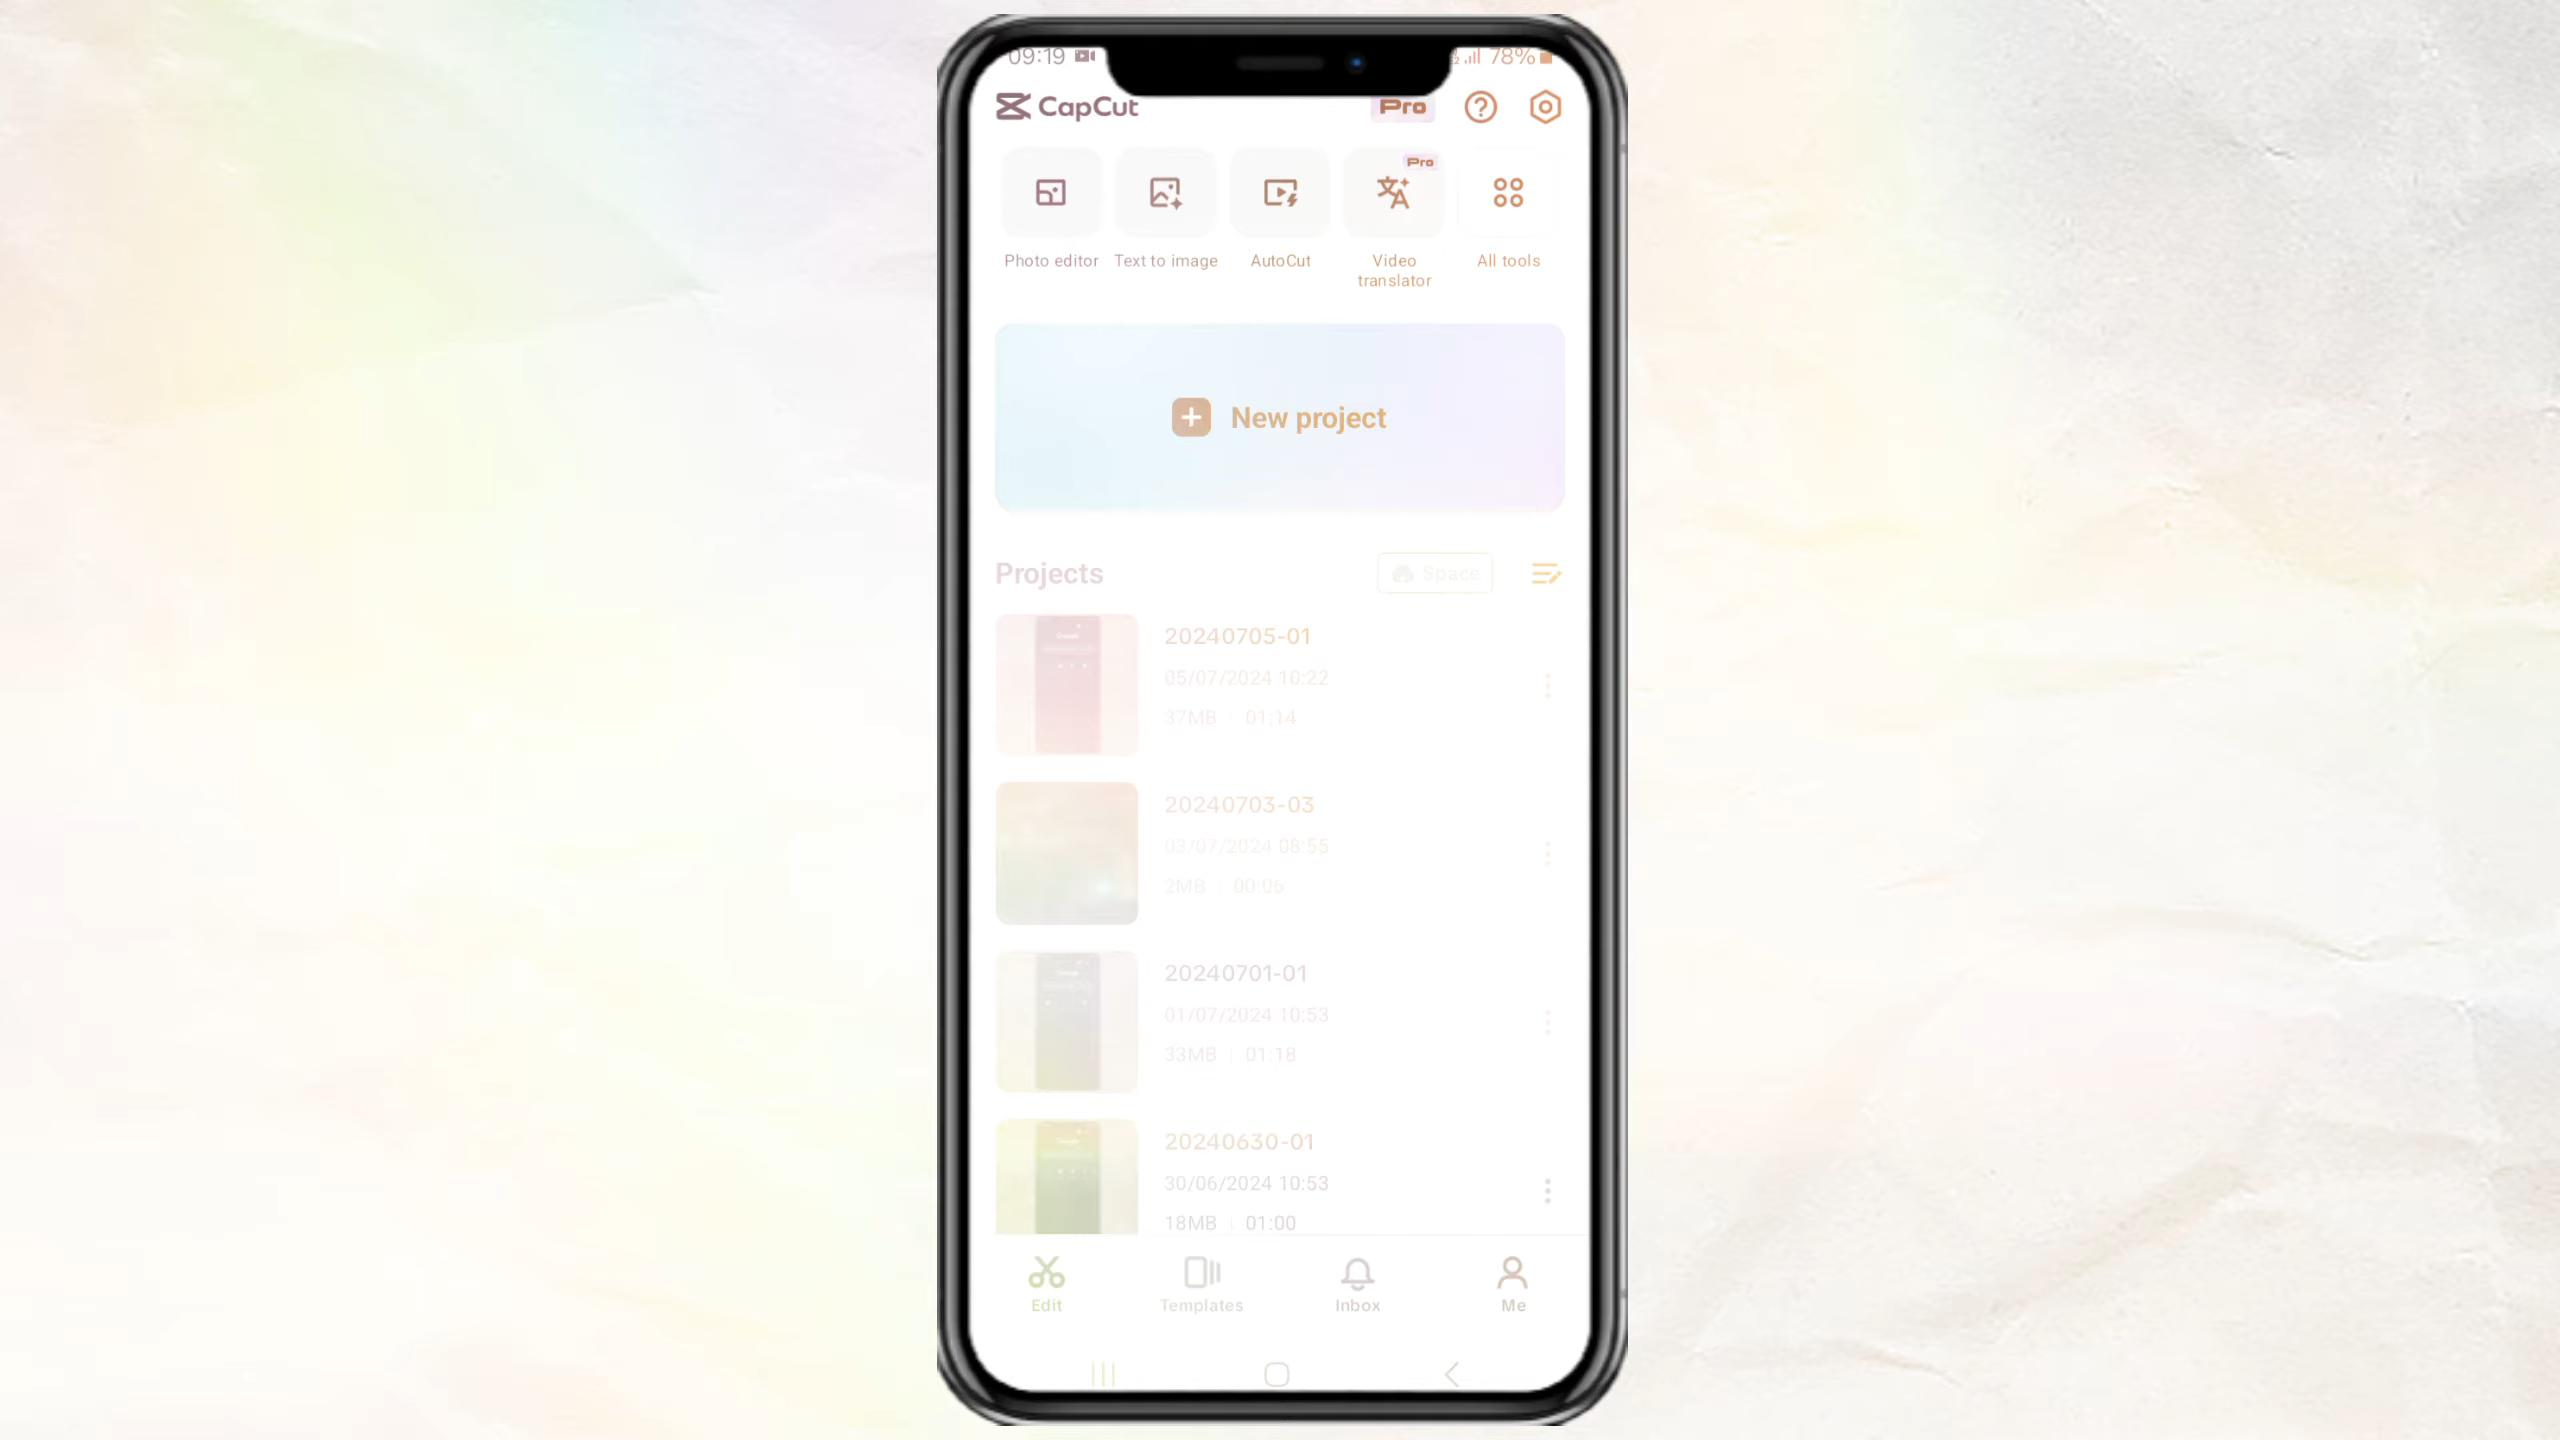 09:19
78%
CapCut
Pro
Pro
Photo editor
Text to image
AutoCut
Video
translator
All tools
New project
Projects
Space
20240705-01
05/07/2024 10:22
37MB | 01:14
20240703-03
03/07/2024 08:55
2MB | 00:06
20240701-01
01/07/2024 10:53
33MB | 01:18
20240630-01
30/06/2024 10:53
18MB | 01:00
Edit
Templates
Inbox
Me